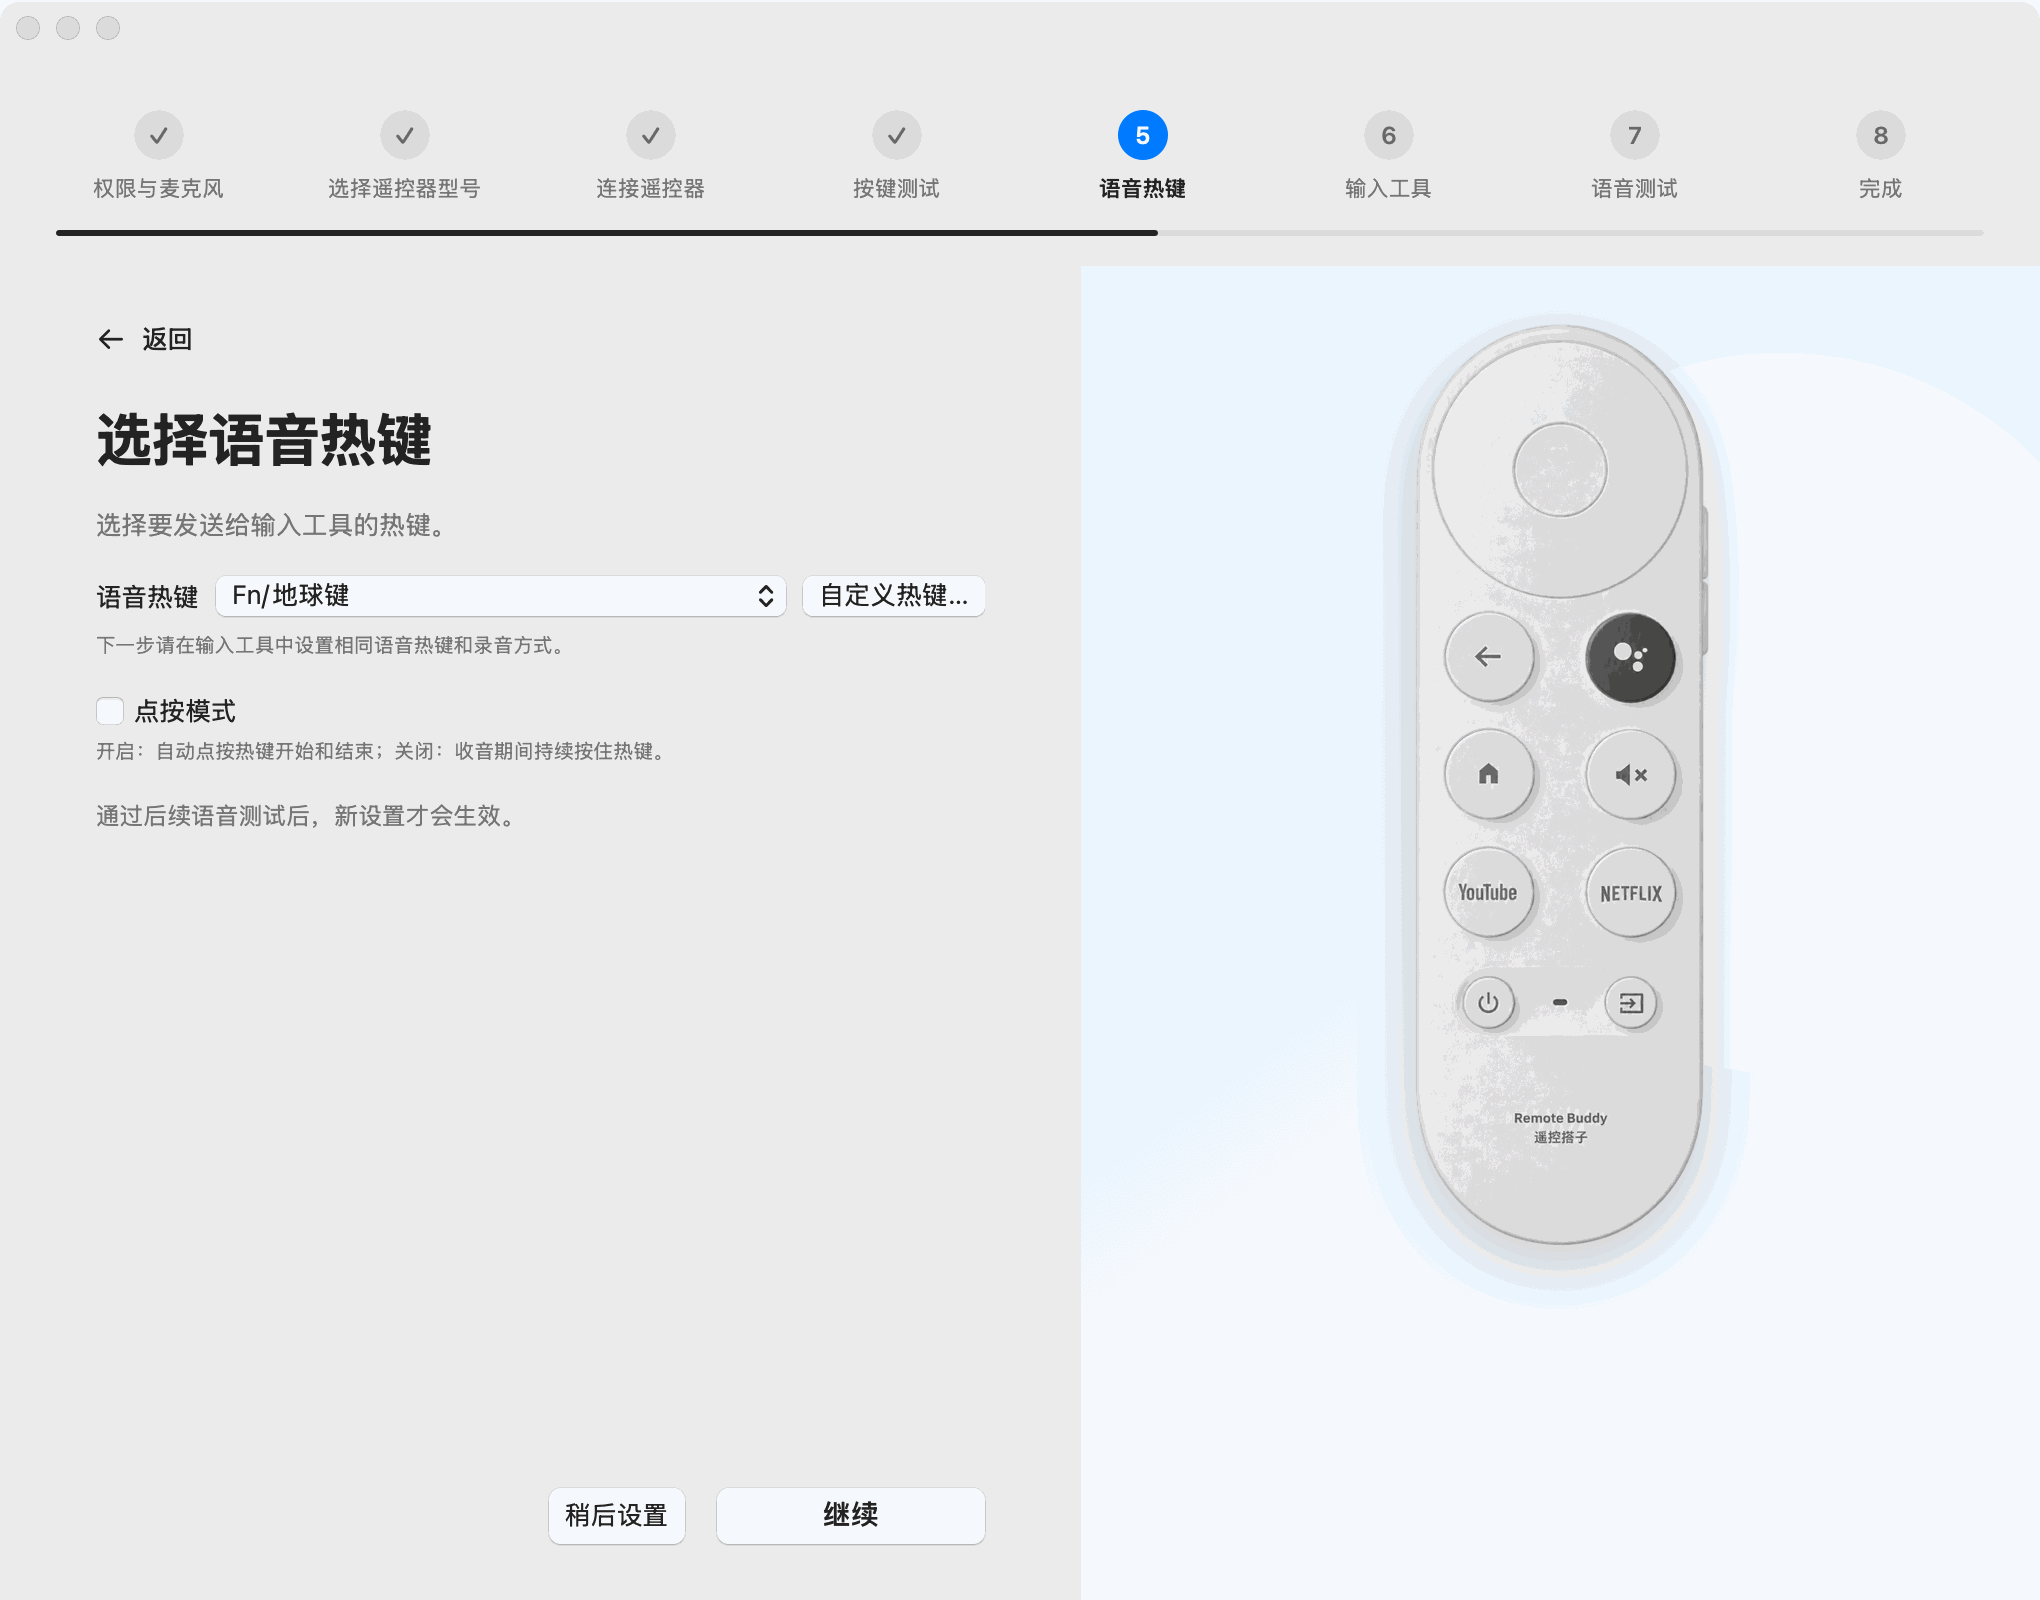 5
6
7
8
权限与麦克风
选择遥控器型号
连接遥控器
按键测试
语音热键
输入工具
语音测试
完成
返回
选择语音热键
选择要发送给输入工具的热键。
语音热键
Fn/地球键
自定义热键...
下一步请在输入工具中设置相同语音热键和录音方式。
点按模式
开启：自动点按热键开始和结束；关闭：收音期间持续按住热键。
通过后续语音测试后，新设置才会生效。
稍后设置
继续
YouTube
NETFLIX
Remote Buddy
遥控搭子